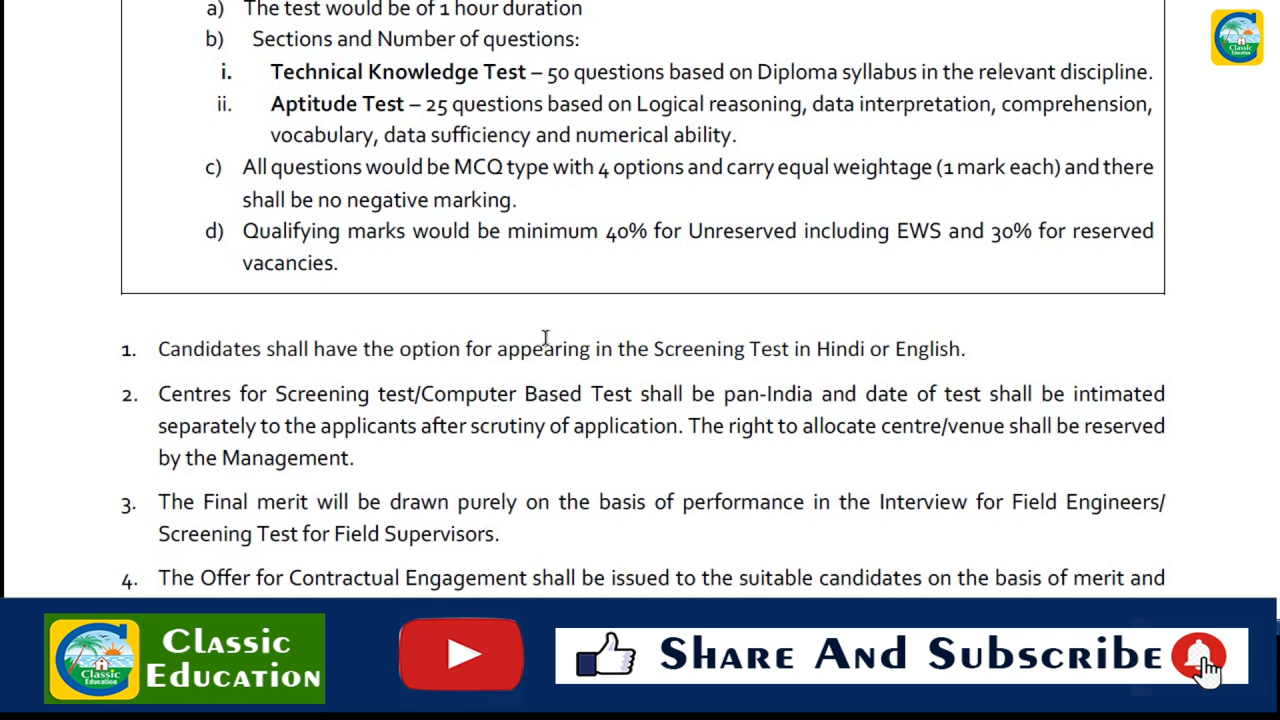 a) The test would be of 1 hour duration
b) Sections and Number of questions:
i. Technical Knowledge Test – 50 questions based on Diploma syllabus in the relevant discipline.
ii. Aptitude Test – 25 questions based on Logical reasoning, data interpretation, comprehension,
vocabulary, data sufficiency and numerical ability.
c) All questions would be MCQ type with 4 options and carry equal weightage (1 mark each) and there
shall be no negative marking.
d) Qualifying marks would be minimum 40% for Unreserved including EWS and 30% for reserved
vacancies.
1. Candidates shall have the option for appearing in the Screening Test in Hindi or English.
2. Centres for Screening test/Computer Based Test shall be pan-India and date of test shall be intimated
separately to the applicants after scrutiny of application. The right to allocate centre/venue shall be reserved
by the Management.
3. The Final merit will be drawn purely on the basis of performance in the Interview for Field Engineers/
Screening Test for Field Supervisors.
4. The Offer for Contractual Engagement shall be issued to the suitable candidates on the basis of merit and
Classic
Education
Classic
Education
Classic
Education
Share And Subscribe